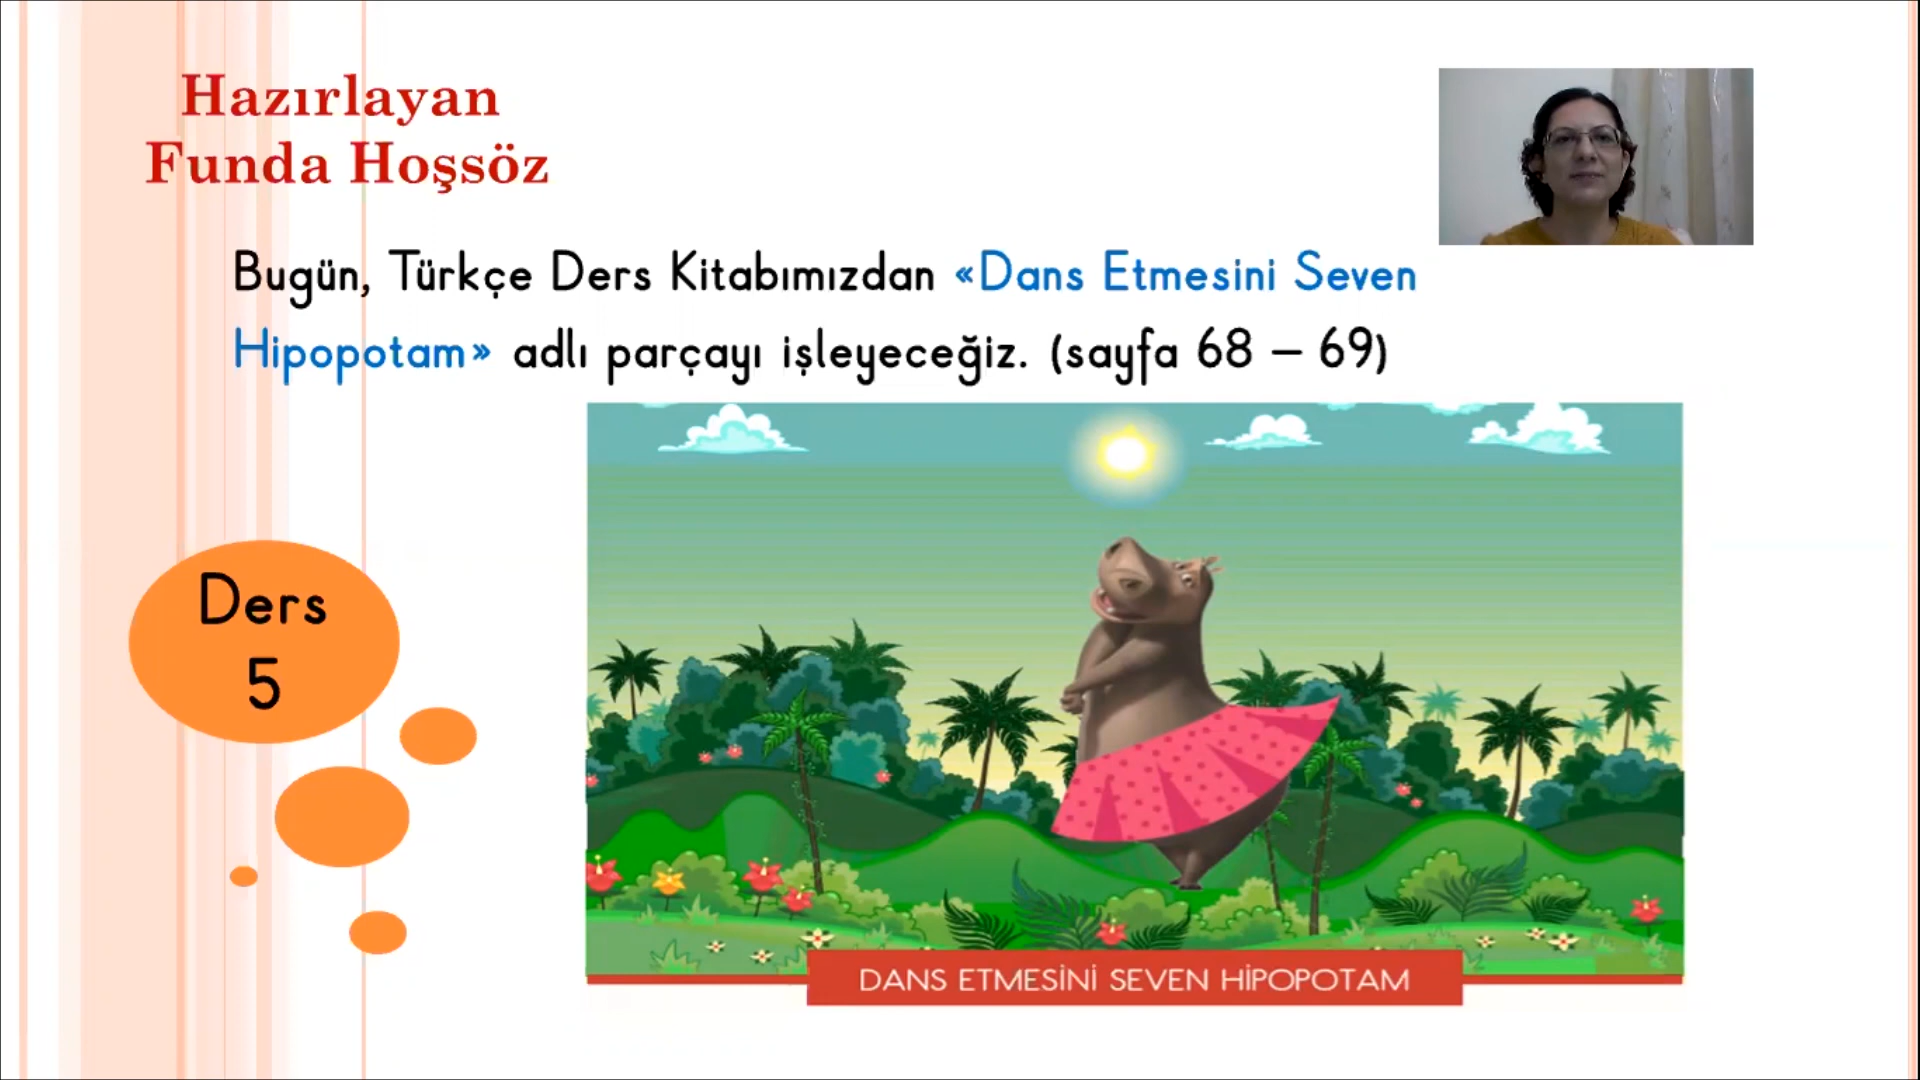 Hazırlayan
Funda Hoşsöz
Bugün, Türkçe Ders Kitabımızdan «Dans Etmesini Seven
Hipopotam» adlı parçayı işleyeceğiz. (sayfa 68 – 69)
Ders
5
DANS ETMESİNİ SEVEN HİPOPOTAM